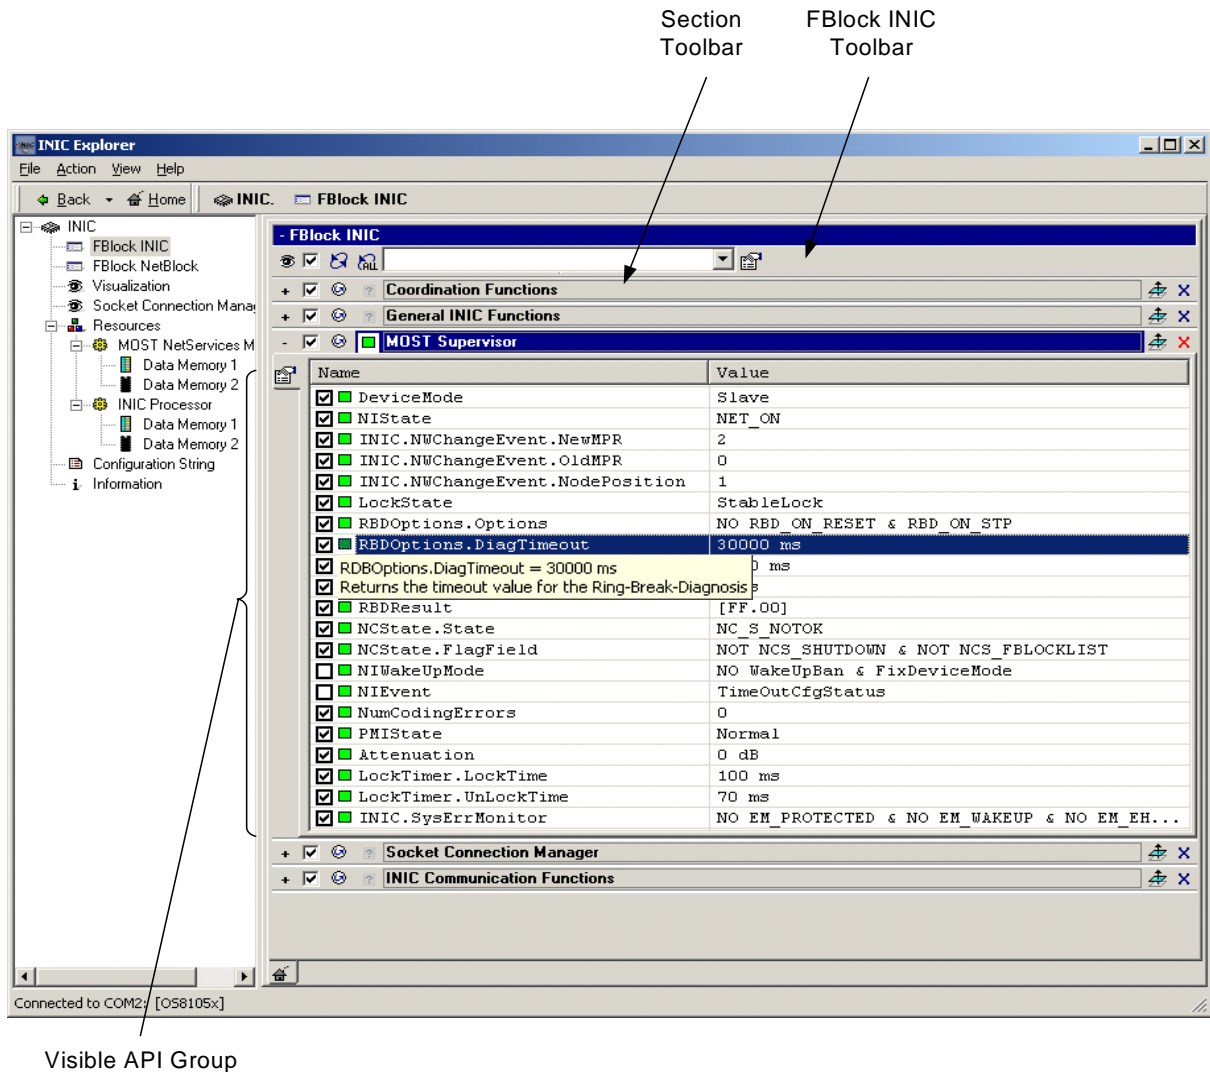 Section
Toolbar
FBlock INIC
Toolbar
INIC Explorer
File Action View Help
Back Home INIC. FBlock INIC
INIC
FBlock INIC
FBlock NetBlock
Visualization
Socket Connection Mana
Resources
MOST NetServices M
Data Memory 1
Data Memory 2
INIC Processor
Data Memory 1
Data Memory 2
Configuration String
Information
- FBlock INIC
ALL
+ ? Coordination Functions
+ ? General INIC Functions
- MOST Supervisor
Name Value
DeviceMode Slave
NIState NET_ON
INIC.NWChangeEvent.NewMPR 2
INIC.NWChangeEvent.OldMPR 0
INIC.NWChangeEvent.NodePosition 1
LockState StableLock
RBDOptions.Options NO RBD_ON_RESET & RBD_ON_STP
RBDOptions.DiagTimeout 30000 ms
RDBOptions.DiagTimeout = 30000 ms
ms
Returns the timeout value for the Ring-Break-Diagnosis
RBDResult [FF.00]
NCState.State NC_S_NOTOK
NCState.FlagField NOT NCS_SHUTDOWN & NOT NCS_FBLOCKLIST
NIWakeUpMode NO WakeUpBan & FixDeviceMode
NIEvent TimeOutCfgStatus
NumCodingErrors 0
PMIState Normal
Attenuation 0 dB
LockTimer.LockTime 100 ms
LockTimer.UnLockTime 70 ms
INIC.SysErrMonitor NO EM_PROTECTED & NO EM_WAKEUP & NO EM_EH...
+ ? Socket Connection Manager
+ ? INIC Communication Functions
Connected to COM2: [OS8105x]
Visible API Group